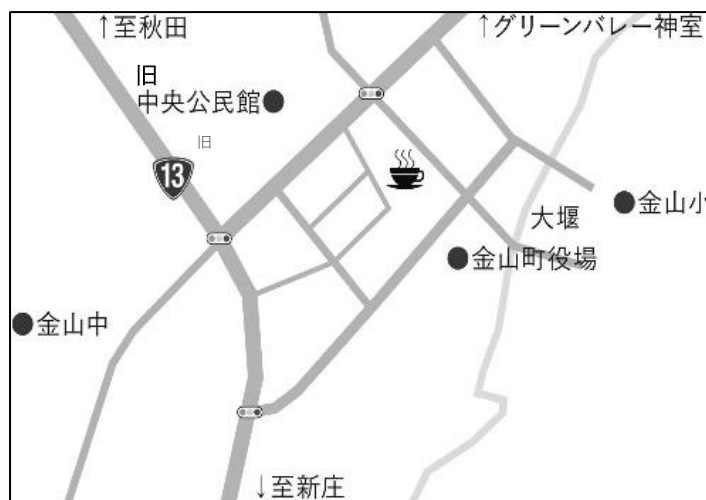 ↑至秋田
↑グリーンバレー神室
旧
中央公民館●
旧
13
●金山小
大堰
●金山町役場
●金山中
↓至新庄